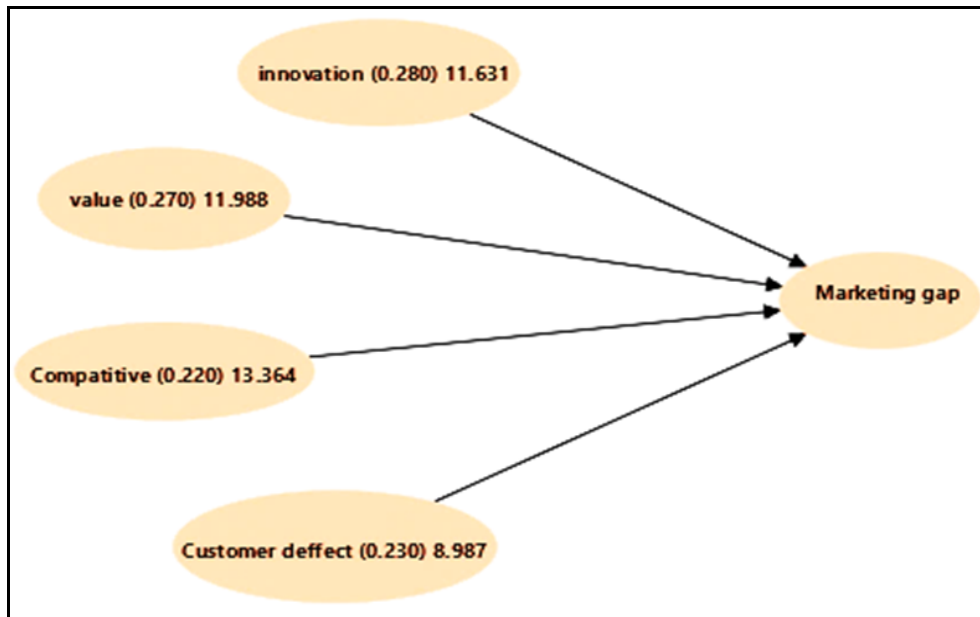 innovation (0.280) 11.631
value (0.270) 11.988
Marketing gap
Compatitive (0.220) 13.364
Customer deffect (0.230) 8.987